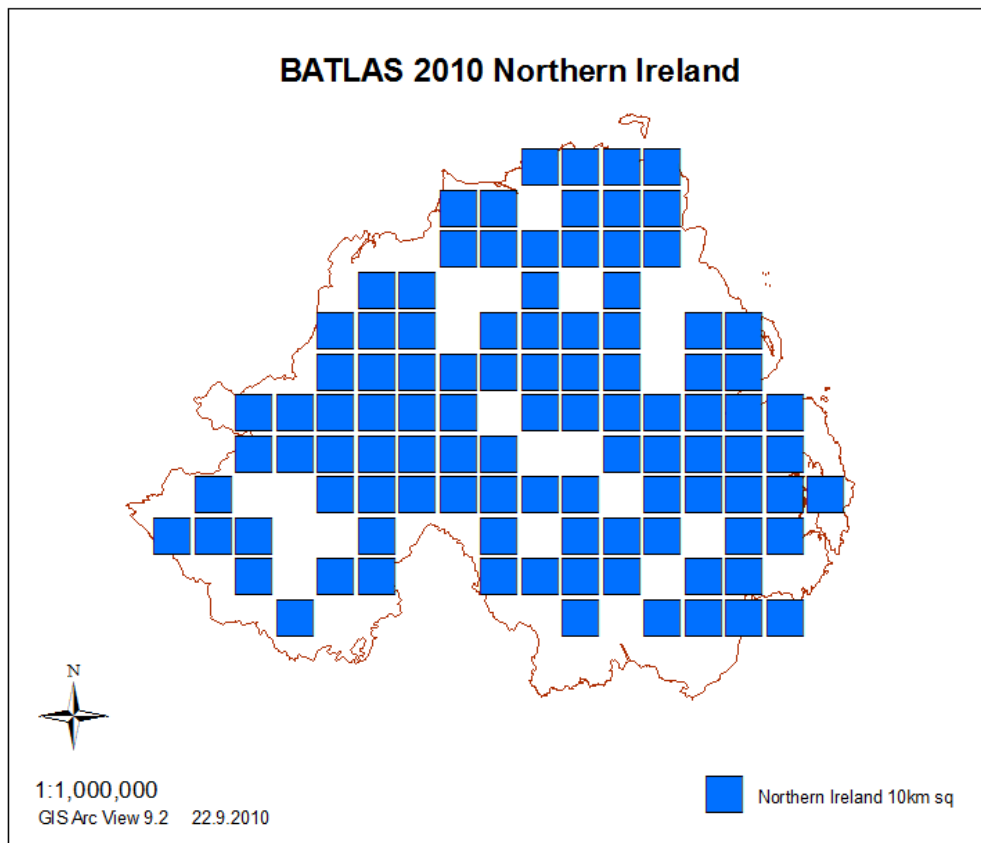 BATLAS 2010 Northern Ireland
N
1:1,000,000
GIS Arc View 9.2 22.9.2010
Northern Ireland 10km sq